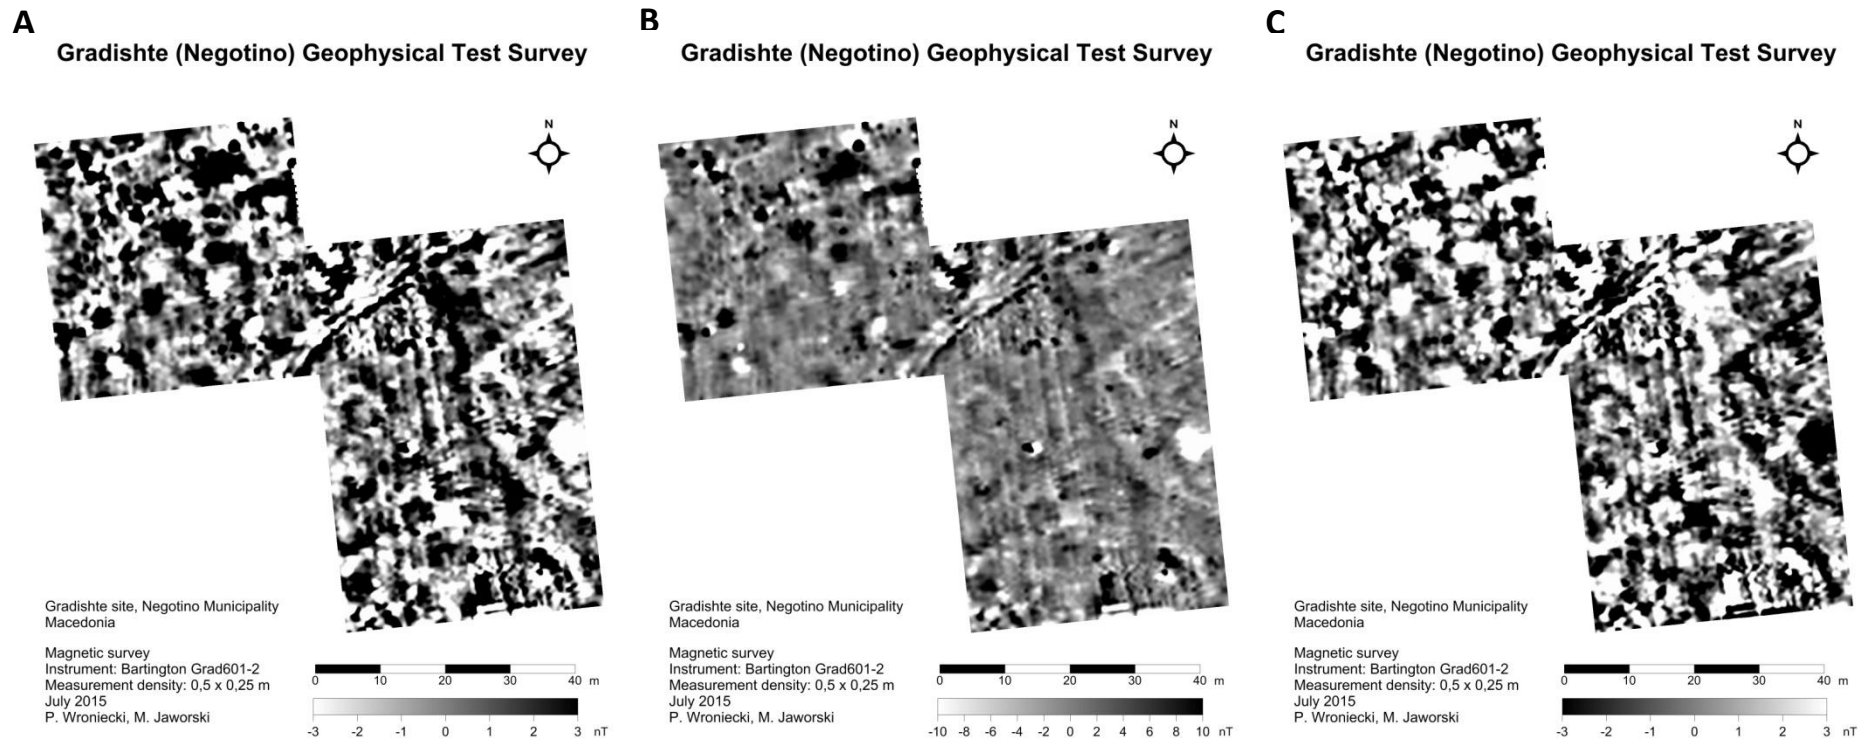 A
Gradishte (Negotino) Geophysical Test Survey
N
Gradishte site, Negotino Municipality
Macedonia
Magnetic survey
Instrument: Bartington Grad601-2
Measurement density: 0,5 x 0,25 m
July 2015
P. Wroniecki, M. Jaworski
0 10 20 30 40 m
-3 -2 -1 0 1 2 3 nT
B
Gradishte (Negotino) Geophysical Test Survey
N
Gradishte site, Negotino Municipality
Macedonia
Magnetic survey
Instrument: Bartington Grad601-2
Measurement density: 0,5 x 0,25 m
July 2015
P. Wroniecki, M. Jaworski
0 10 20 30 40 m
-10 -8 -6 -4 -2 0 2 4 6 8 10 nT
C
Gradishte (Negotino) Geophysical Test Survey
N
Gradishte site, Negotino Municipality
Macedonia
Magnetic survey
Instrument: Bartington Grad601-2
Measurement density: 0,5 x 0,25 m
July 2015
P. Wroniecki, M. Jaworski
0 10 20 30 40 m
-3 -2 -1 0 1 2 3 nT